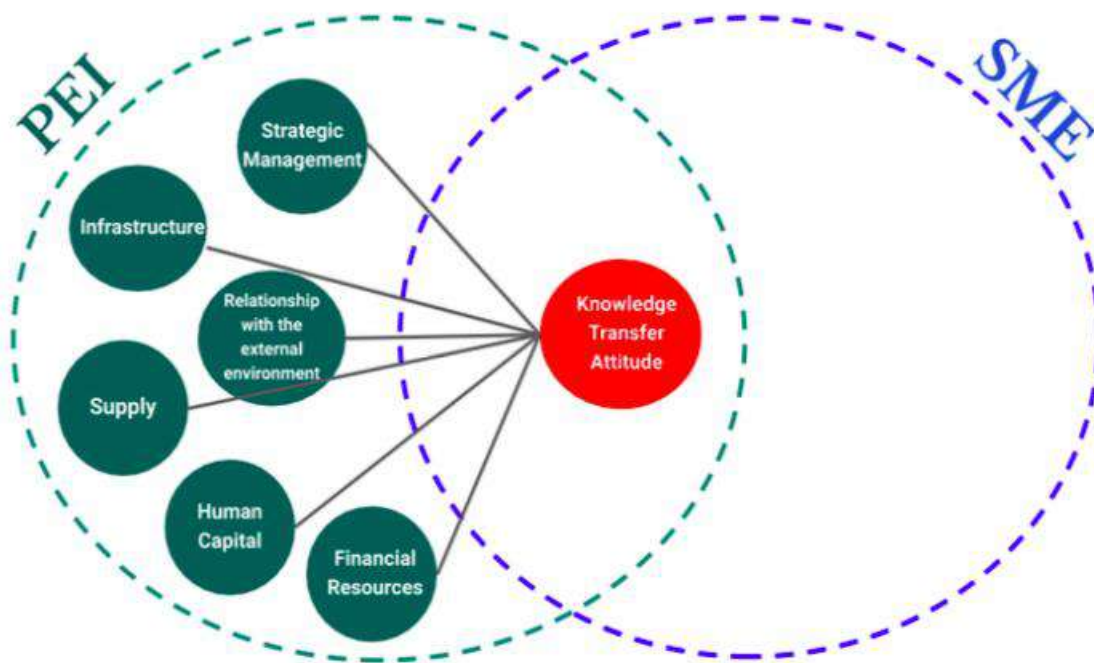 PEI
SME
Strategic
Management
Infrastructure
Relationship
with the
external
environment
Knowledge
Transfer
Attitude
Supply
Human
Capital
Financial
Resources